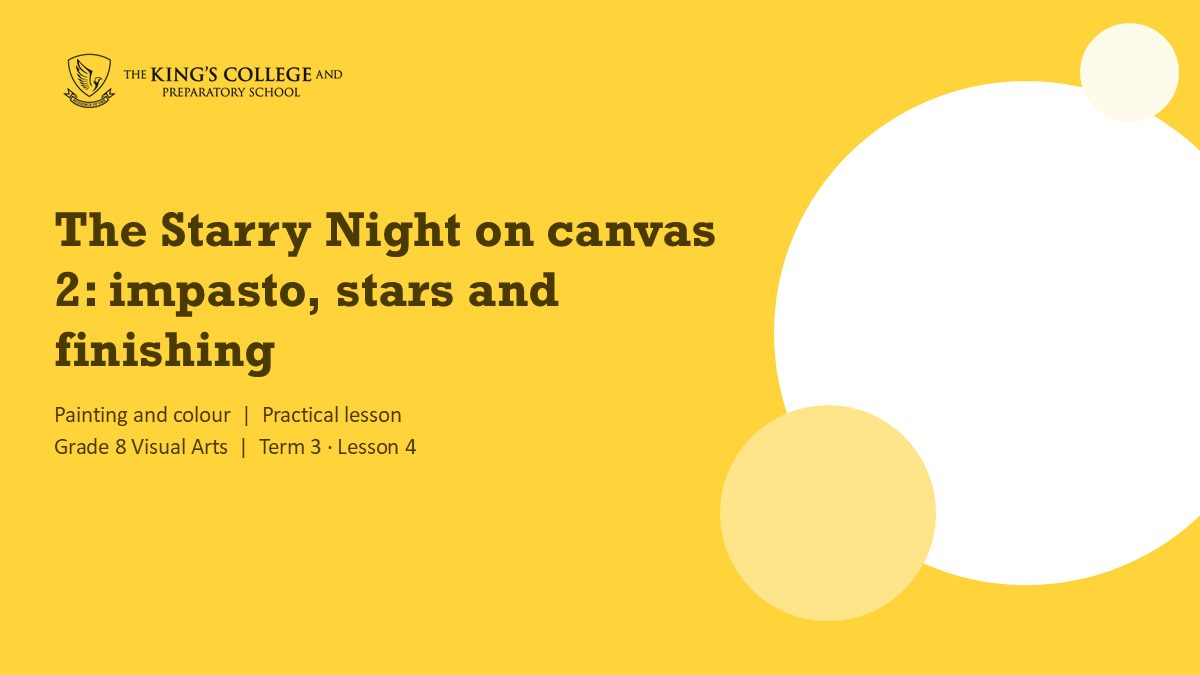 THE KING'S COLLEGE AND
PREPARATORY SCHOOL
The Starry Night on canvas
2: impasto, stars and
finishing
Painting and colour | Practical lesson
Grade 8 Visual Arts | Term 3 · Lesson 4